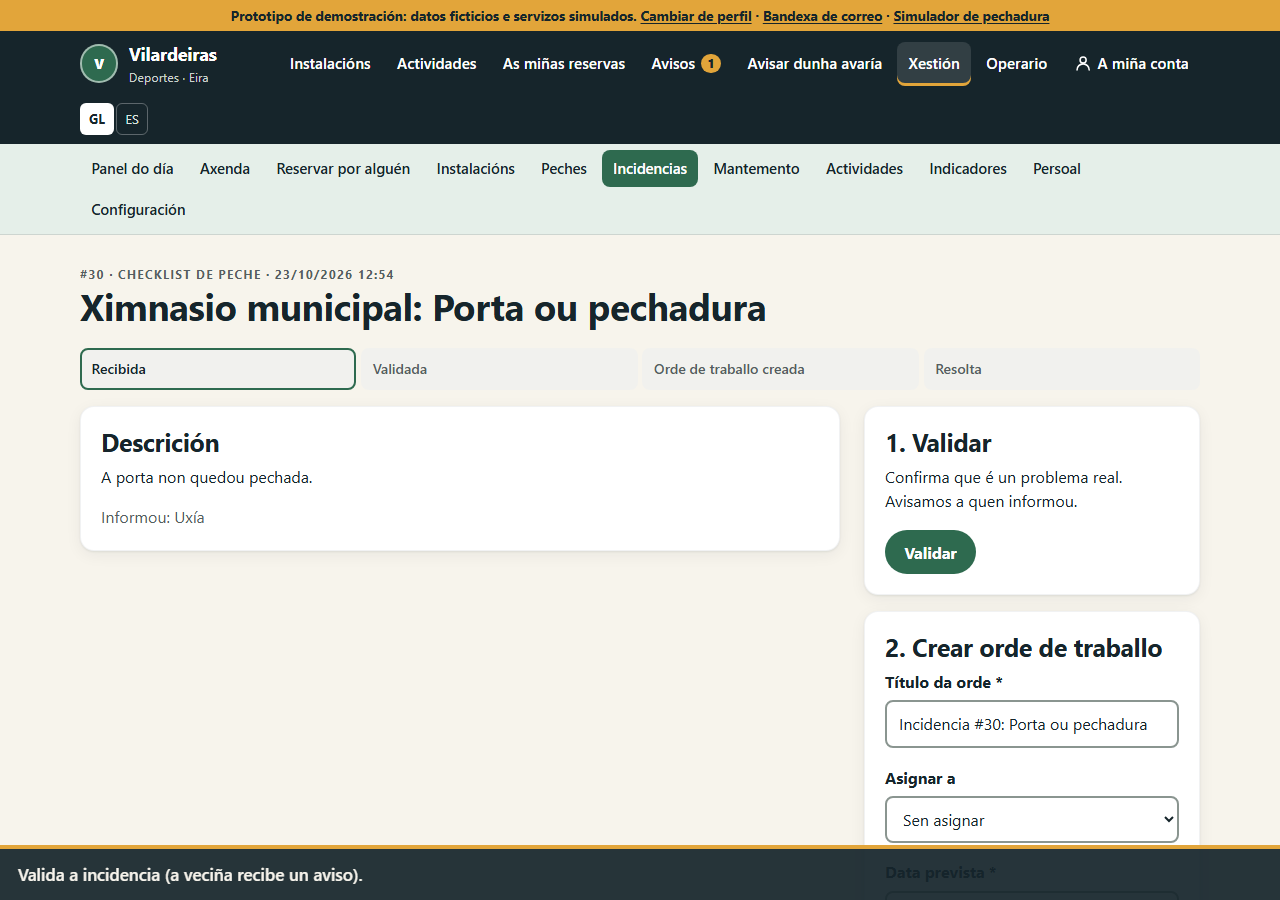 Prototipo de demostración: datos ficticios e servizos simulados. Cambiar de perfil · Bandexa de correo · Simulador de pechadura
V
Vilardeiras
Deportes · Eira
Instalacións
Actividades
As miñas reservas
Avisos 1
Avisar dunha avaría
Xestión
Operario
A miña conta
GL
ES
Panel do día
Axenda
Reservar por alguén
Instalacións
Peches
Incidencias
Mantemento
Actividades
Indicadores
Persoal
Configuración
#30 · CHECKLIST DE PECHE · 23/10/2026 12:54
Ximnasio municipal: Porta ou pechadura
Recibida
Validada
Orde de traballo creada
Resolta
Descrición
A porta non quedou pechada.
Informou: Uxía
1. Validar
Confirma que é un problema real.
Avisamos a quen informou.
Validar
2. Crear orde de traballo
Título da orde *
Incidencia #30: Porta ou pechadura
Asignar a
Sen asignar
Data prevista *
Valida a incidencia (a veciña recibe un aviso).